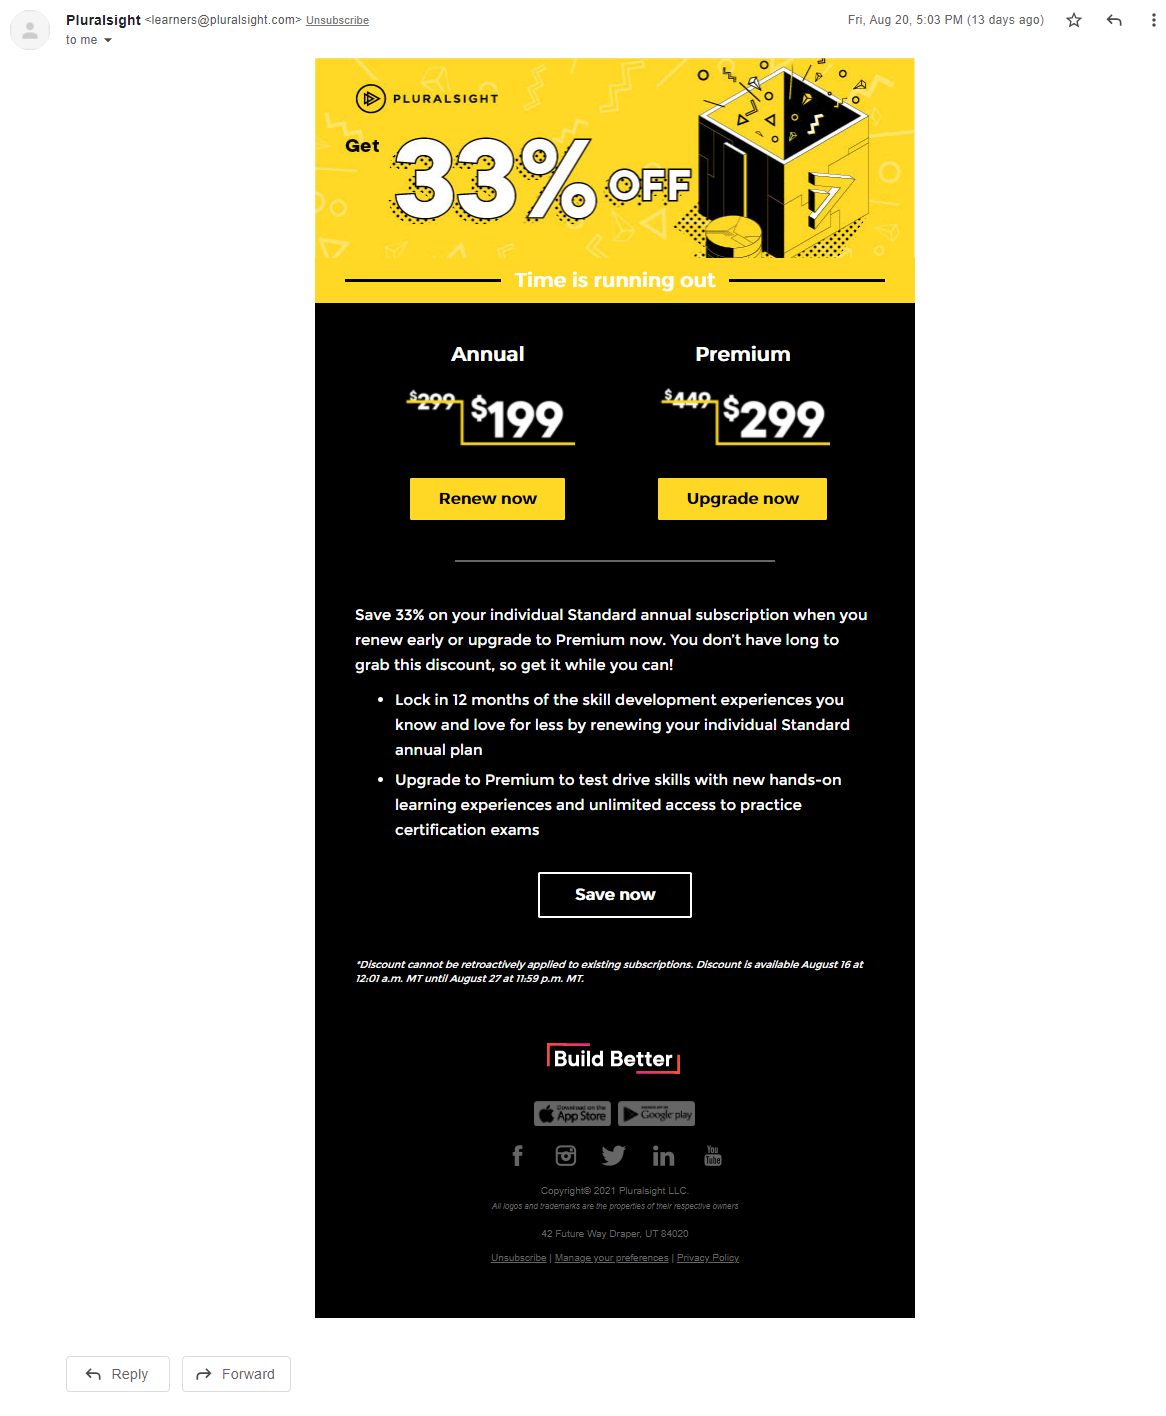 Pluralsight <learners@pluralsight.com> Unsubscribe
Fri, Aug 20, 5:03 PM (13 days ago)
to me
PLURALSIGHT
Get 33% OFF
Time is running out
Annual
$299 $199
Renew now
Premium
$449 $299
Upgrade now
Save 33% on your individual Standard annual subscription when you
renew early or upgrade to Premium now. You don’t have long to
grab this discount, so get it while you can!
• Lock in 12 months of the skill development experiences you
know and love for less by renewing your individual Standard
annual plan
• Upgrade to Premium to test drive skills with new hands-on
learning experiences and unlimited access to practice
certification exams
Save now
*Discount cannot be retroactively applied to existing subscriptions. Discount is available August 16 at
12:01 a.m. MT until August 27 at 11:59 p.m. MT.
Build Better
Download on the
App Store
Google play
You
Tube
Copyright© 2021 Pluralsight LLC.
All logos and trademarks are the properties of their respective owners
42 Future Way Draper, UT 84020
Unsubscribe | Manage your preferences | Privacy Policy
Reply
Forward